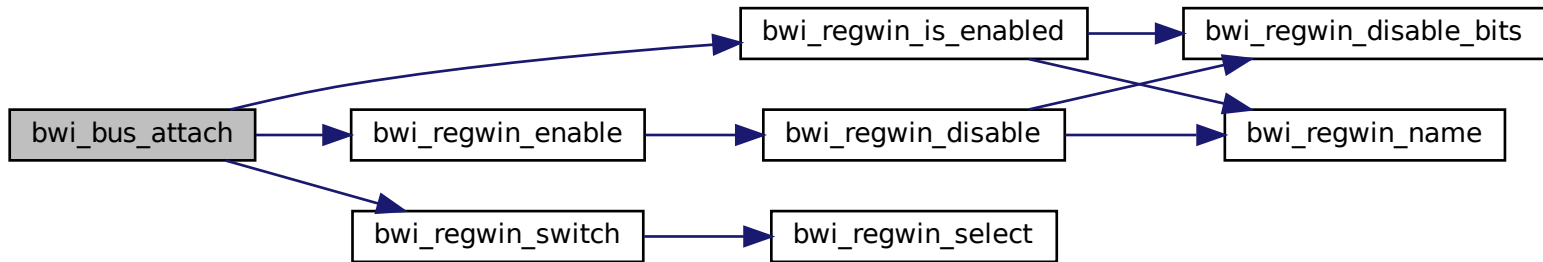 bwi_regwin_is_enabled
bwi_regwin_disable_bits
bwi_bus_attach
bwi_regwin_enable
bwi_regwin_disable
bwi_regwin_name
bwi_regwin_switch
bwi_regwin_select